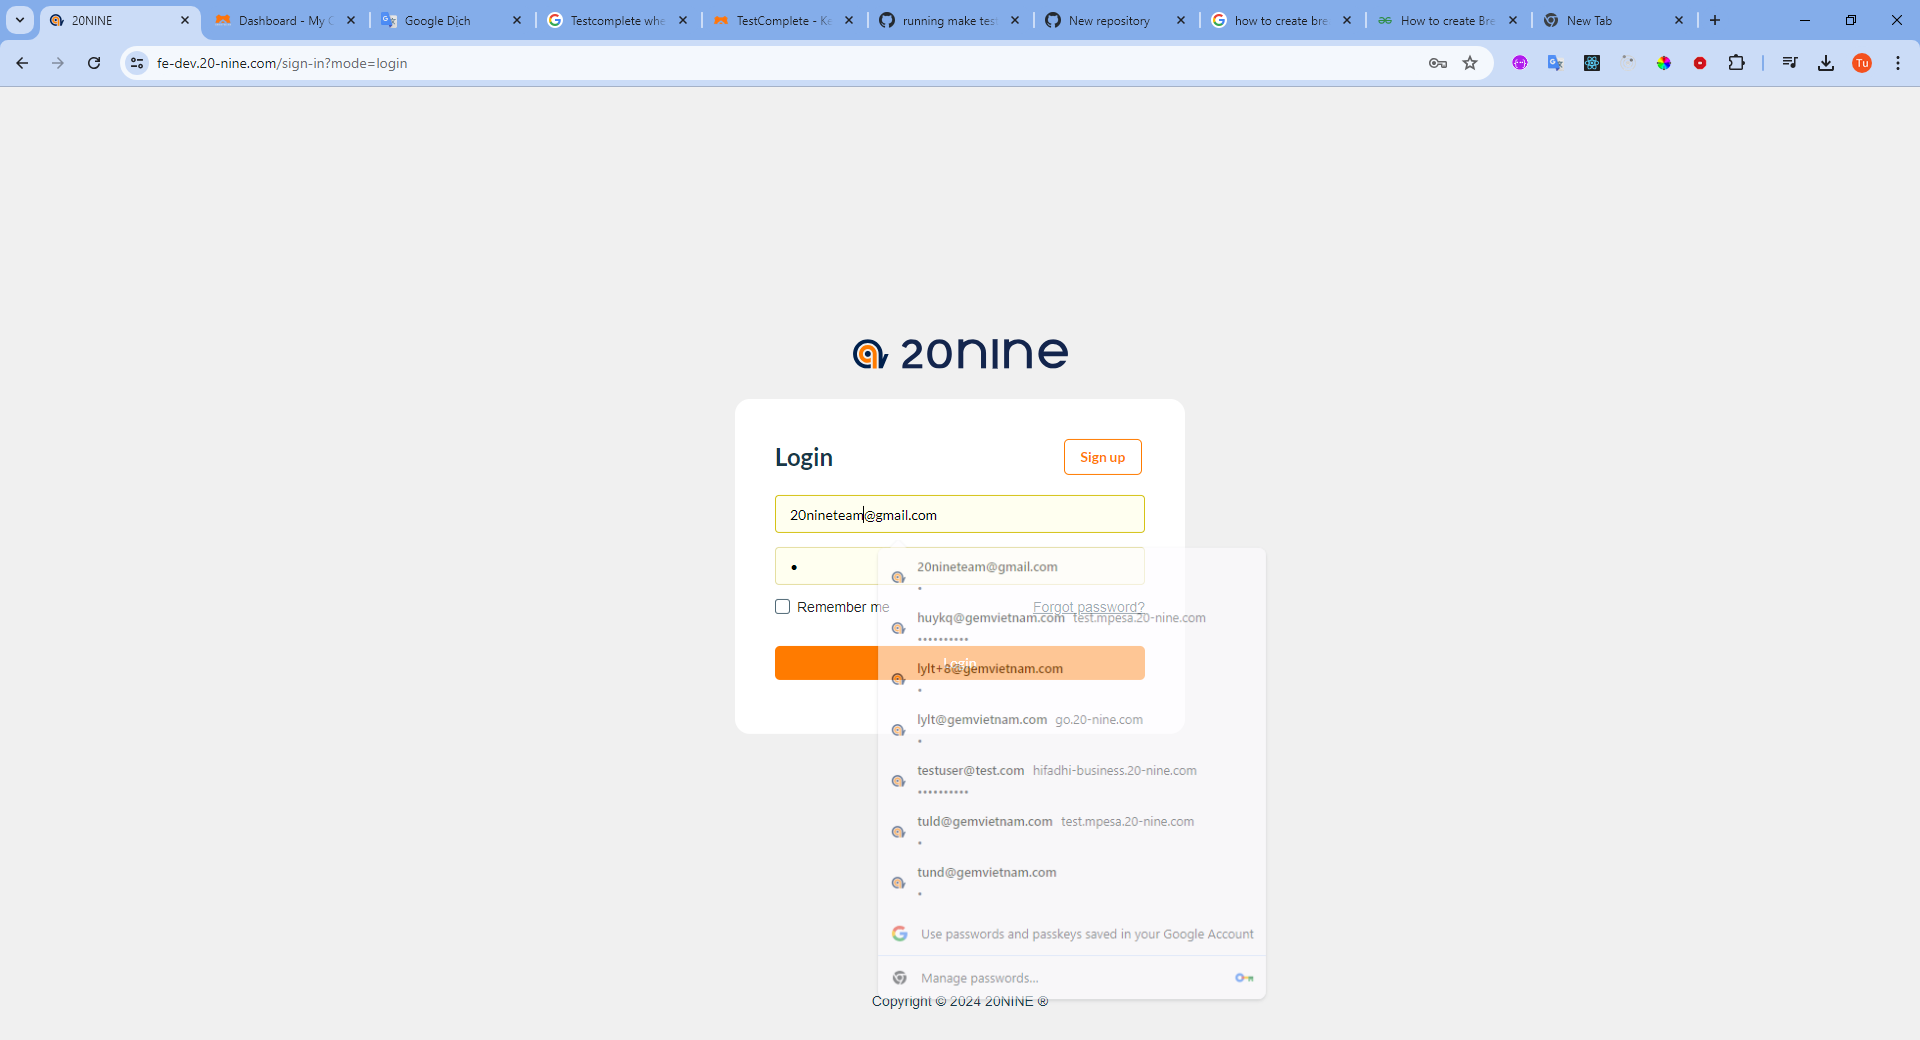 20NINE
Dashboard - My C
Google Dịch
Testcomplete whe
TestComplete - Ke
running make tes
New repository
how to create bre
How to create Bre
New Tab
fe-dev.20-nine.com/sign-in?mode=login
Tu
20NINE
Login
Sign up
20nineteam@gmail.com
•
Remember me
Forgot password?
Login
20nineteam@gmail.com
•
huykq@gemvietnam.com test.mpesa.20-nine.com
••••••••••
lylt+8@gemvietnam.com
•
lylt@gemvietnam.com go.20-nine.com
•
testuser@test.com hifadhi-business.20-nine.com
••••••••••
tuld@gemvietnam.com test.mpesa.20-nine.com
•
tund@gemvietnam.com
•
Use passwords and passkeys saved in your Google Account
Manage passwords...
Copyright © 2024 20NINE ®